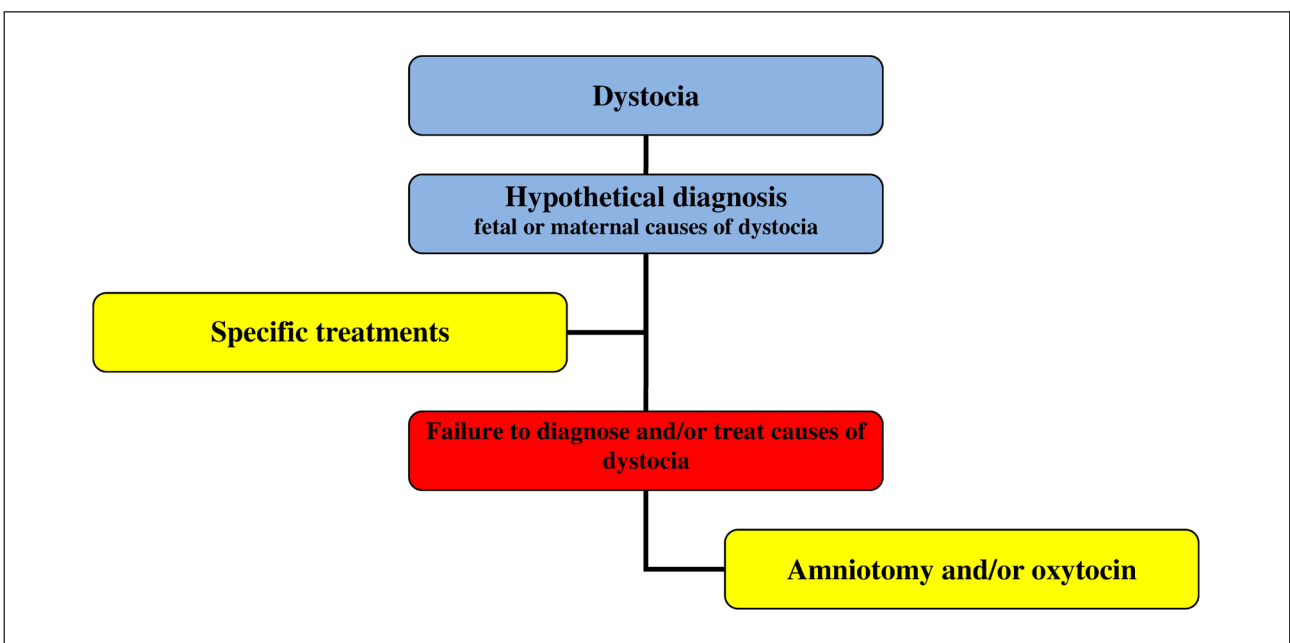 Dystocia
Hypothetical diagnosis
fetal or maternal causes of dystocia
Specific treatments
Failure to diagnose and/or treat causes of
dystocia
Amniotomy and/or oxytocin